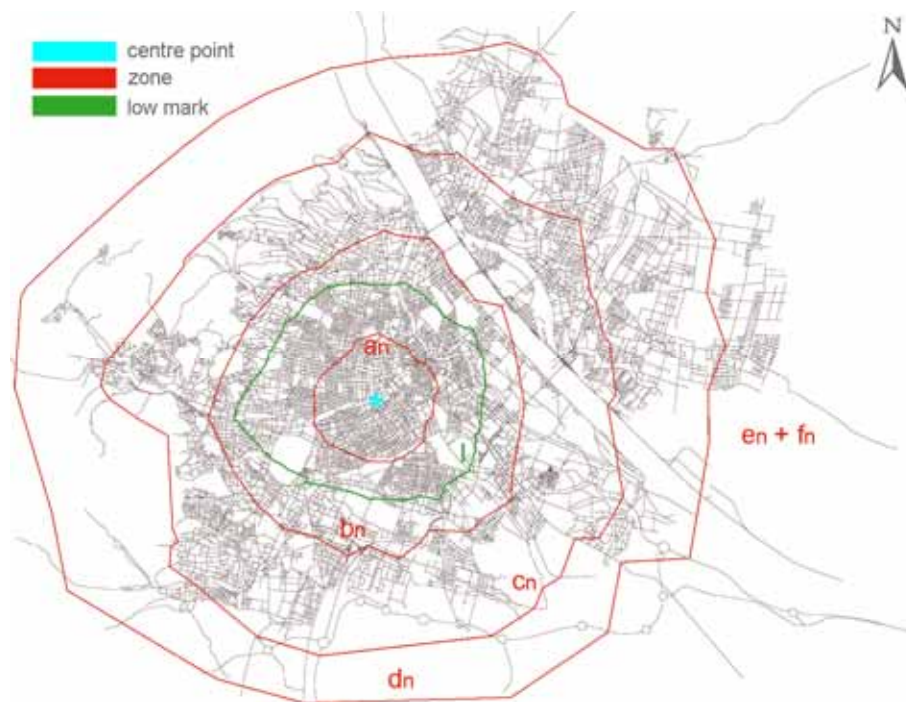 N
centre point
zone
low mark
an
l
en + fn
bn
cn
dn